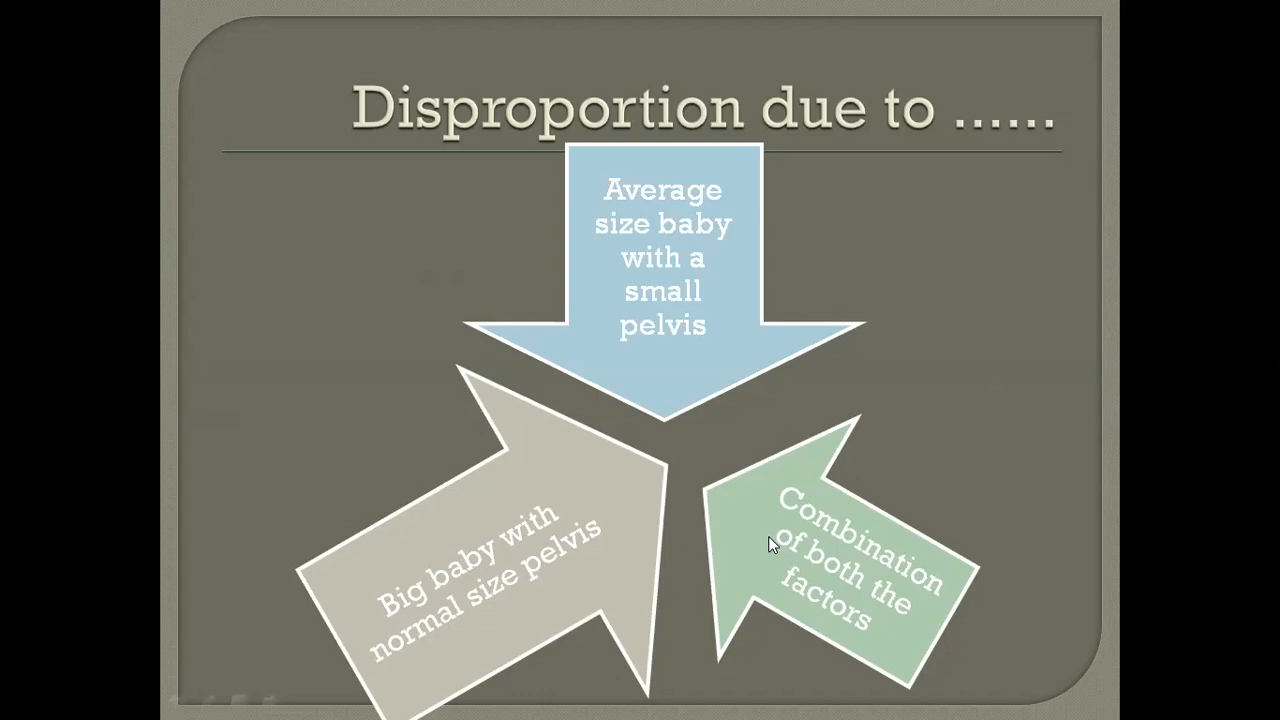 Disproportion due to ......
Average
size baby
with a
small
pelvis
Big baby with
normal size pelvis
Combination
of both the
factors